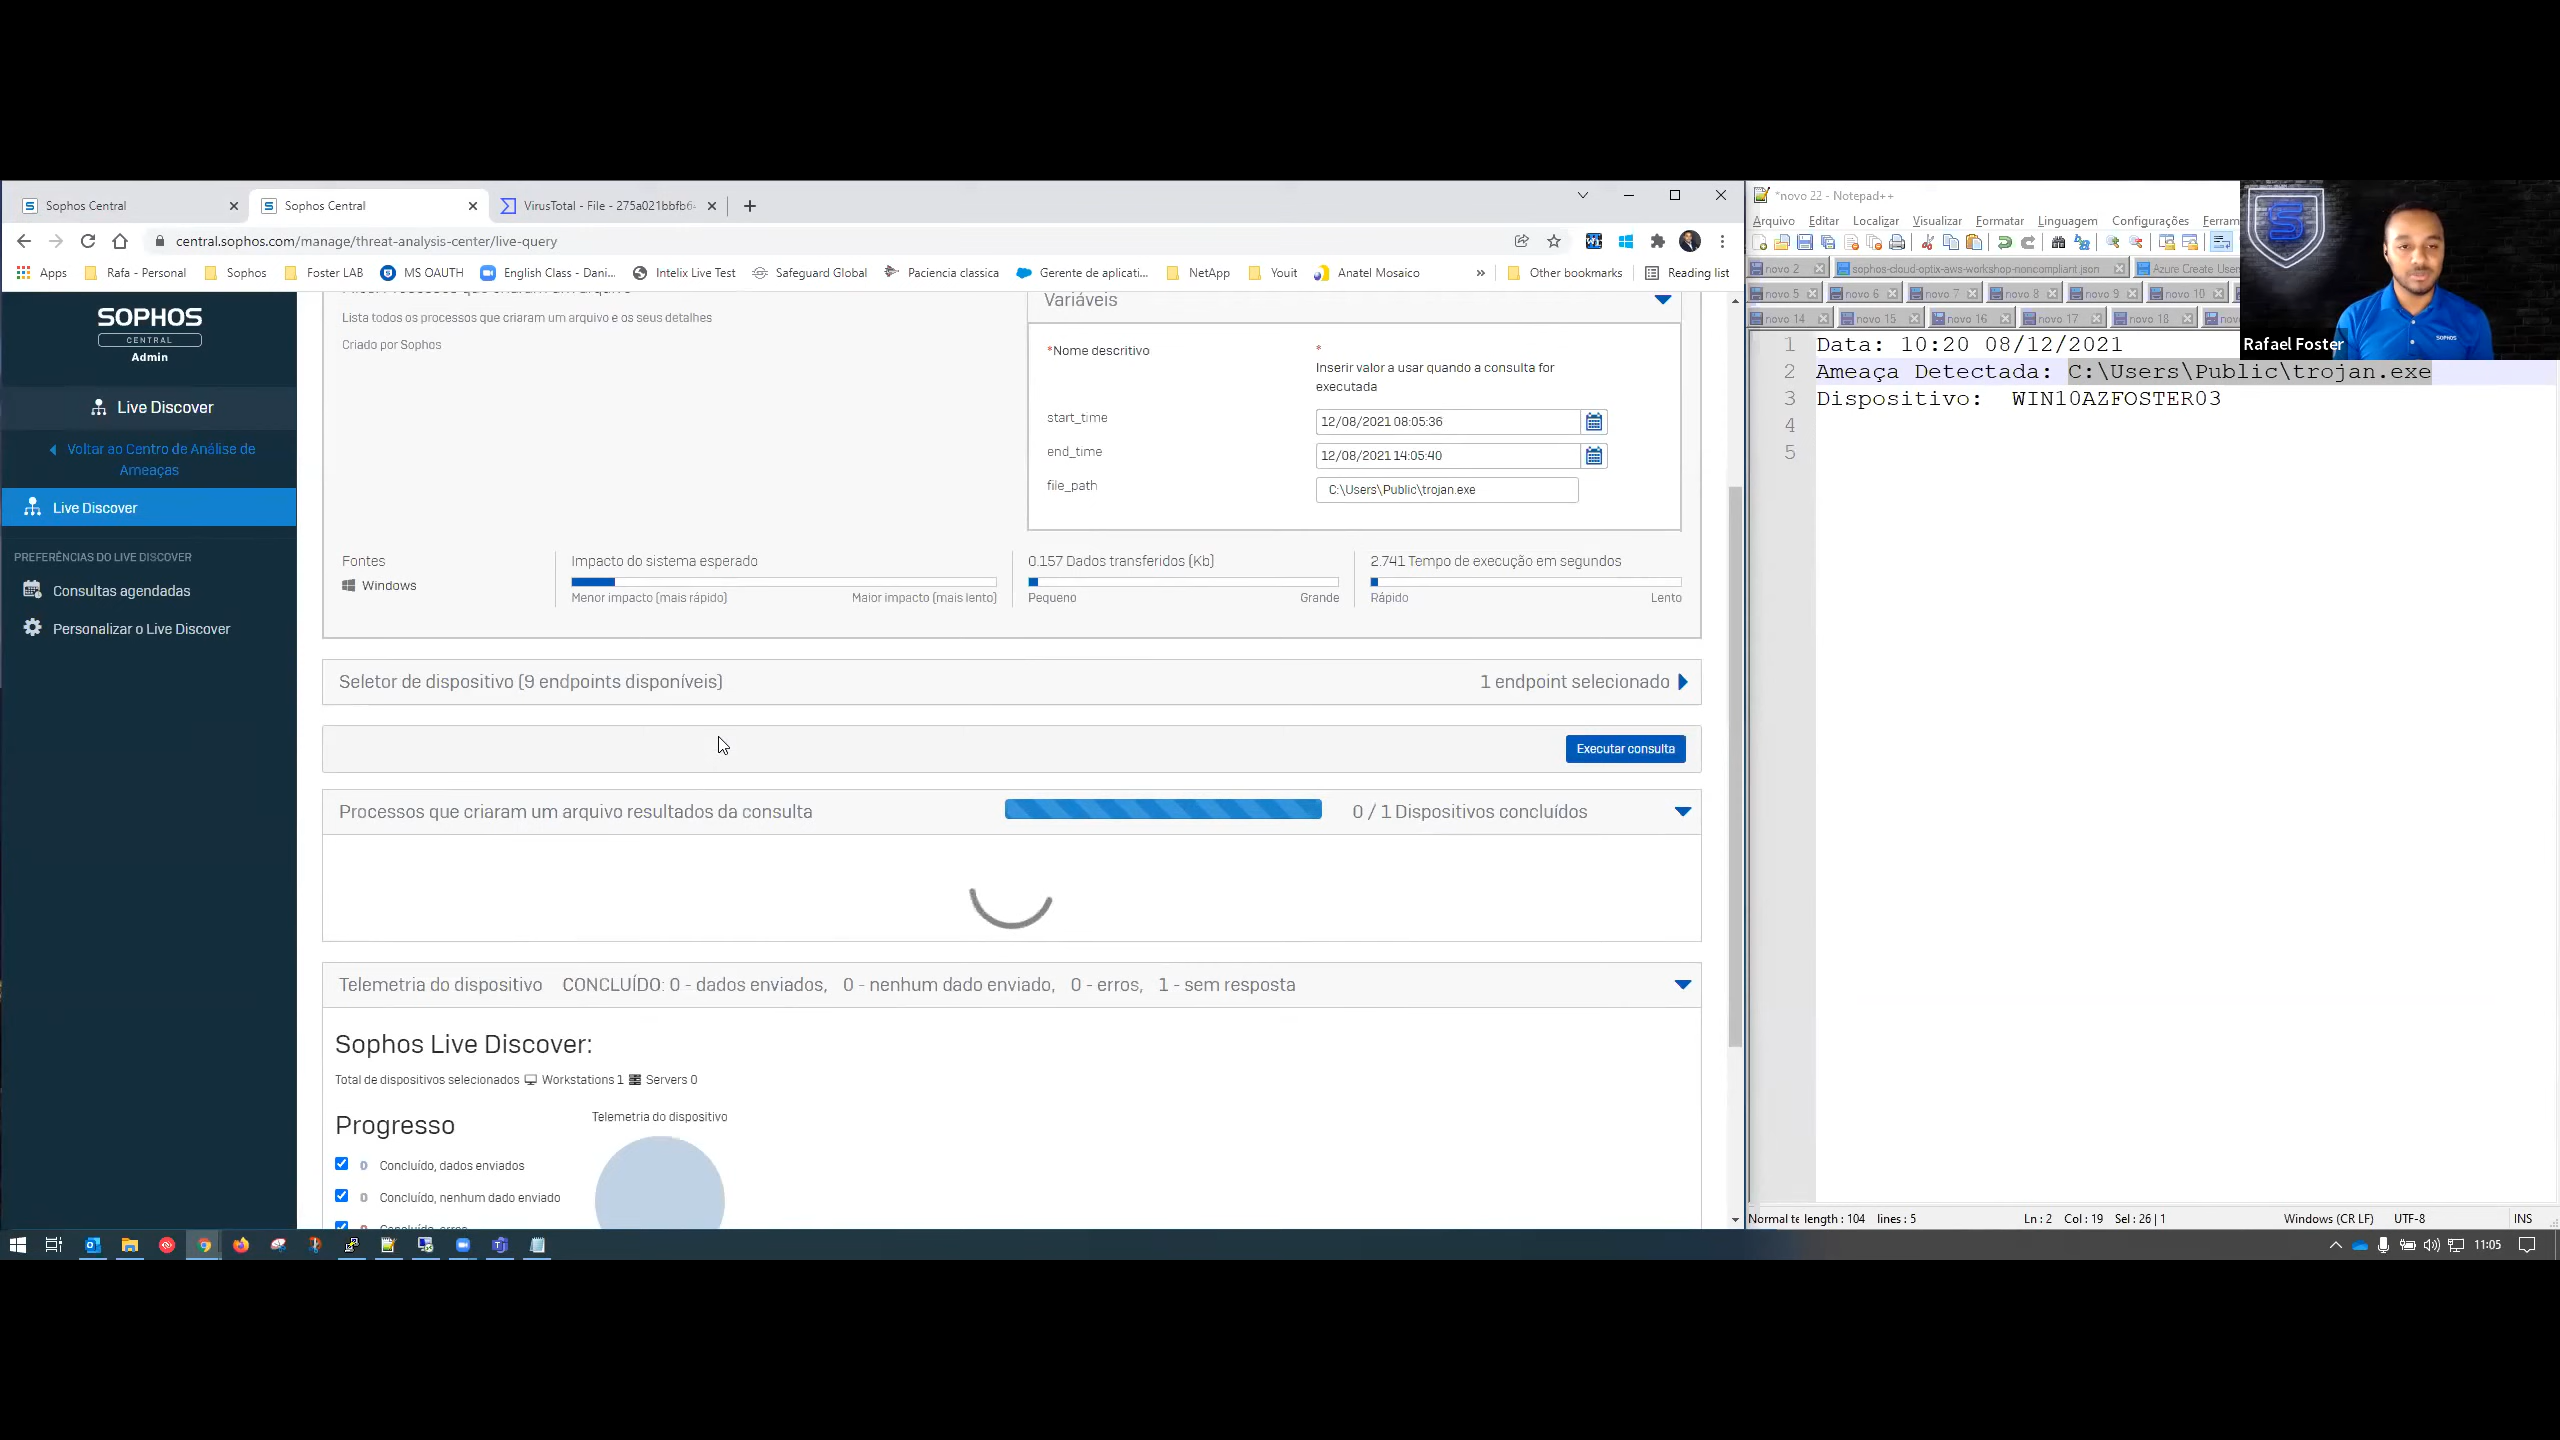 Sophos Central
Sophos Central
VirusTotal - File - 275a021bbfb6-
central.sophos.com/manage/threat-analysis-center/live-query
Apps
Rafa - Personal
Sophos
Foster LAB
MS OAUTH
English Class - Dani...
Intelix Live Test
Safeguard Global
Paciencia classica
Gerente de aplicati...
NetApp
Youit
Anatel Mosaico
»
Other bookmarks
Reading list
SOPHOS
CENTRAL
Admin
Live Discover
Voltar ao Centro de Análise de
Ameaças
Live Discover
PREFERÊNCIAS DO LIVE DISCOVER
Consultas agendadas
Personalizar o Live Discover
Lista todos os processos que criaram um arquivo e os seus detalhes
Criado por Sophos
Variáveis
*Nome descritivo
*
Inserir valor a usar quando a consulta for
executada
start_time
12/08/2021 08:05:36
end_time
12/08/2021 14:05:40
file_path
C:\Users\Public\trojan.exe
Fontes
Windows
Impacto do sistema esperado
Menor impacto (mais rápido)
Maior impacto (mais lento)
0.157 Dados transferidos (Kb)
Pequeno
Grande
2.741 Tempo de execução em segundos
Rápido
Lento
Seletor de dispositivo (9 endpoints disponíveis)
1 endpoint selecionado
Executar consulta
Processos que criaram um arquivo resultados da consulta
0 / 1 Dispositivos concluídos
Telemetria do dispositivo CONCLUÍDO: 0 - dados enviados, 0 - nenhum dado enviado, 0 - erros, 1 - sem resposta
Sophos Live Discover:
Total de dispositivos selecionados Workstations 1 Servers 0
Progresso
Telemetria do dispositivo
0 Concluído, dados enviados
0 Concluído, nenhum dado enviado
*novo 22 - Notepad++
Arquivo Editar Localizar Visualizar Formatar Linguagem Configurações Ferram
novo 2
sophos-cloud-optix-aws-workshop-noncompliant.json
Azure Create User
novo 5
novo 6
novo 7
novo 8
novo 9
novo 10
novo 14
novo 15
novo 16
novo 17
novo 18
1 Data: 10:20 08/12/2021
2 Ameaça Detectada: C:\Users\Public\trojan.exe
3 Dispositivo: WIN10AZFOSTER03
4
5
Rafael Foster
SOPHOS
Normal te length : 104 lines : 5
Ln : 2 Col : 19 Sel : 26 | 1
Windows (CR LF)
UTF-8
INS
11:05